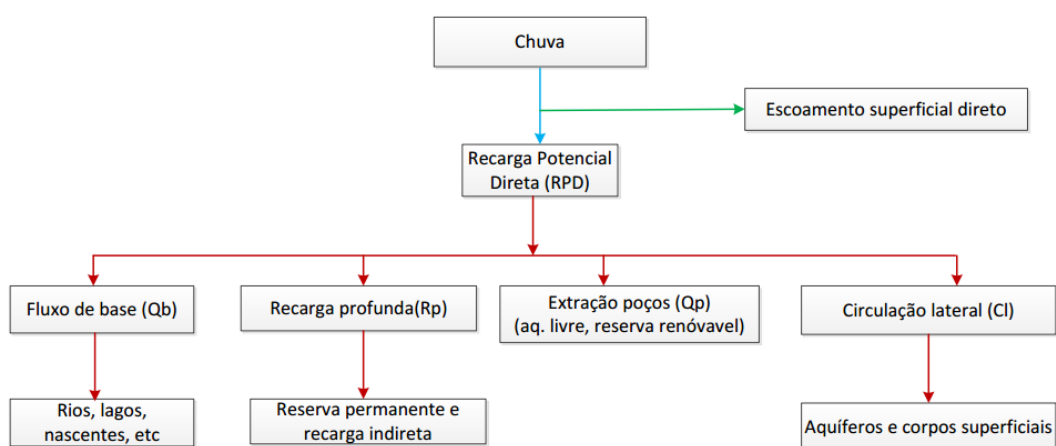 Chuva
Escoamento superficial direto
Recarga Potencial
Direta (RPD)
Fluxo de base (Qb)
Recarga profunda(Rp)
Extração poços (Qp)
(aq. livre, reserva renóvavel)
Circulação lateral (Cl)
Rios, lagos,
nascentes, etc
Reserva permanente e
recarga indireta
Aquíferos e corpos superficiais